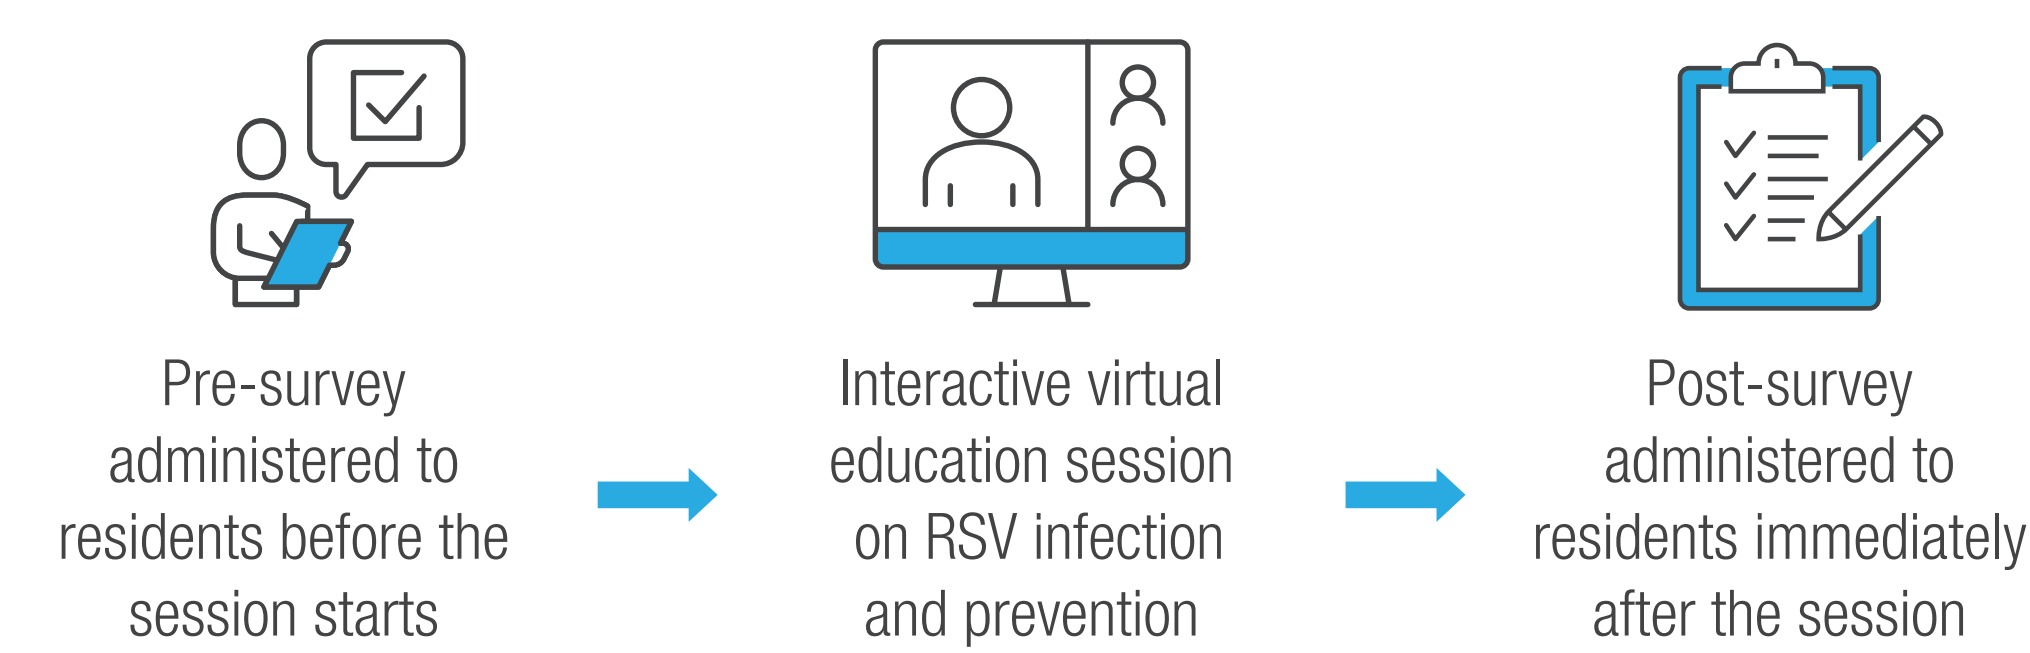 Pre-survey
administered to
residents before the
session starts
Interactive virtual
education session
on RSV infection
and prevention
Post-survey
administered to
residents immediately
after the session